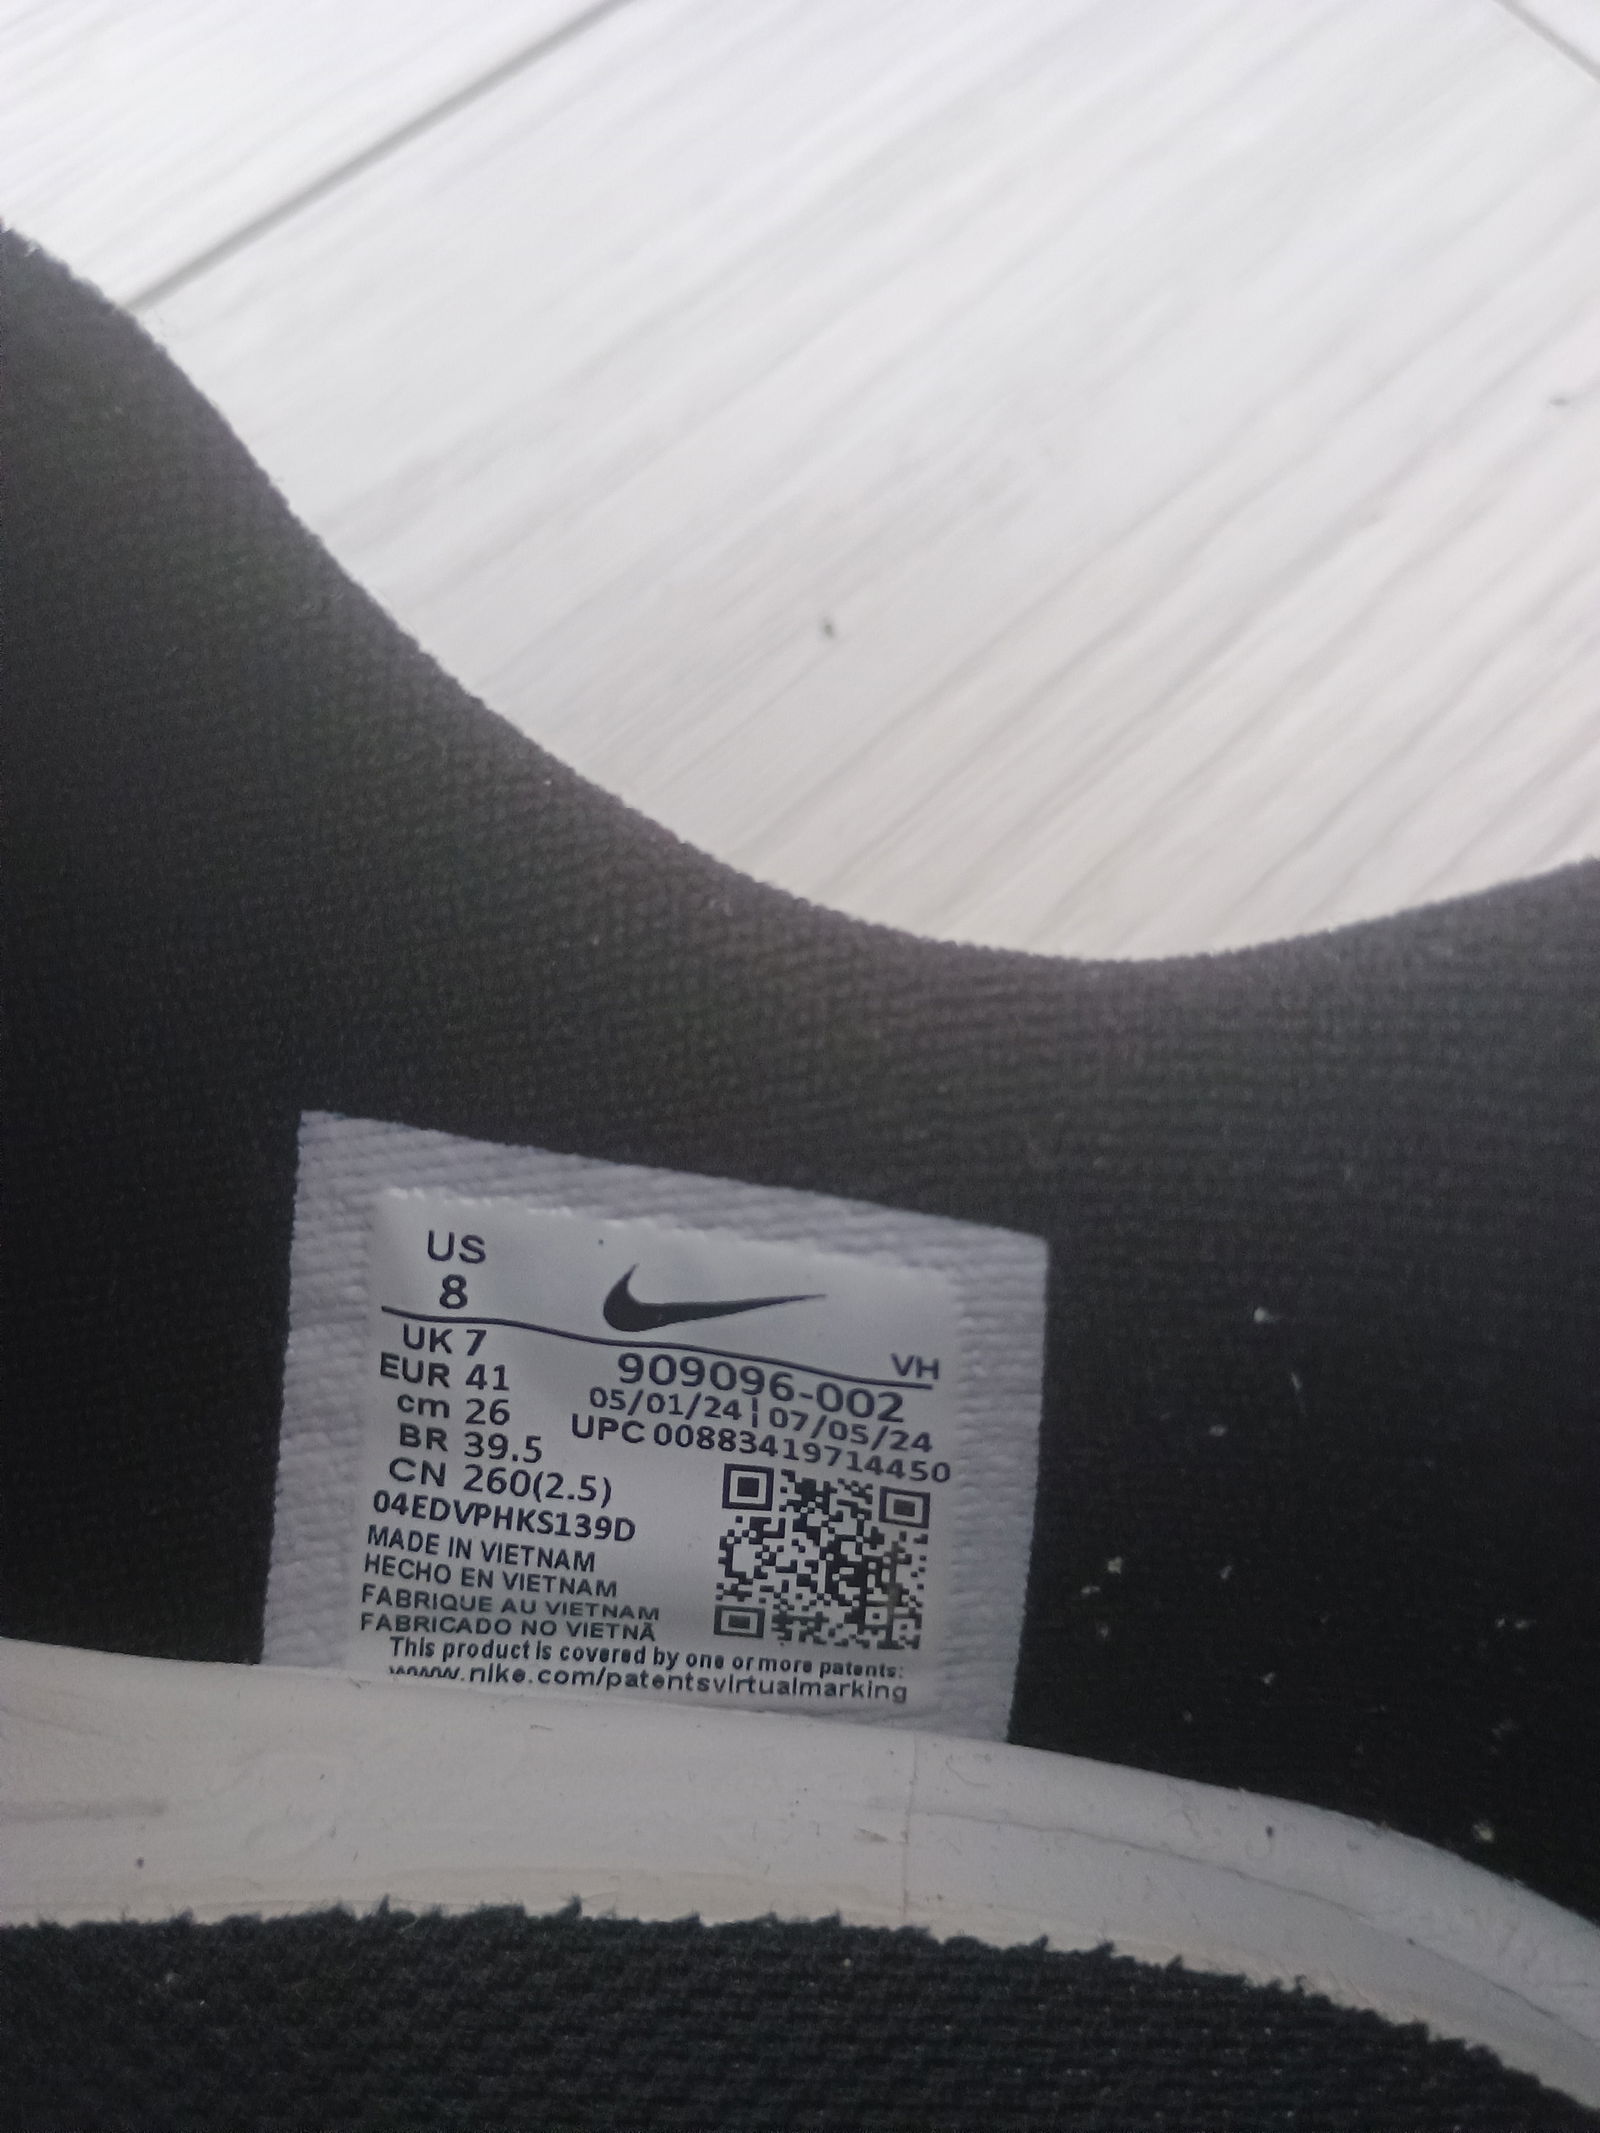 US
8
UK 7
EUR 41
cm 26
BR 39.5
CN 260(2.5)
VH
909096-002
05/01/24 | 07/05/24
UPC 00883419714450
04EDVPHKS139D
MADE IN VIETNAM
HECHO EN VIETNAM
FABRIQUE AU VIETNAM
FABRICADO NO VIETNÃ
This product is covered by one or more patents:
www.nike.com/patentsvirtualmarking